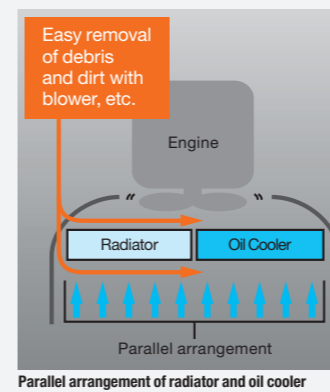 Easy removal
of debris
and dirt with
blower, etc.
Engine
Radiator
Oil Cooler
Parallel arrangement
Parallel arrangement of radiator and oil cooler